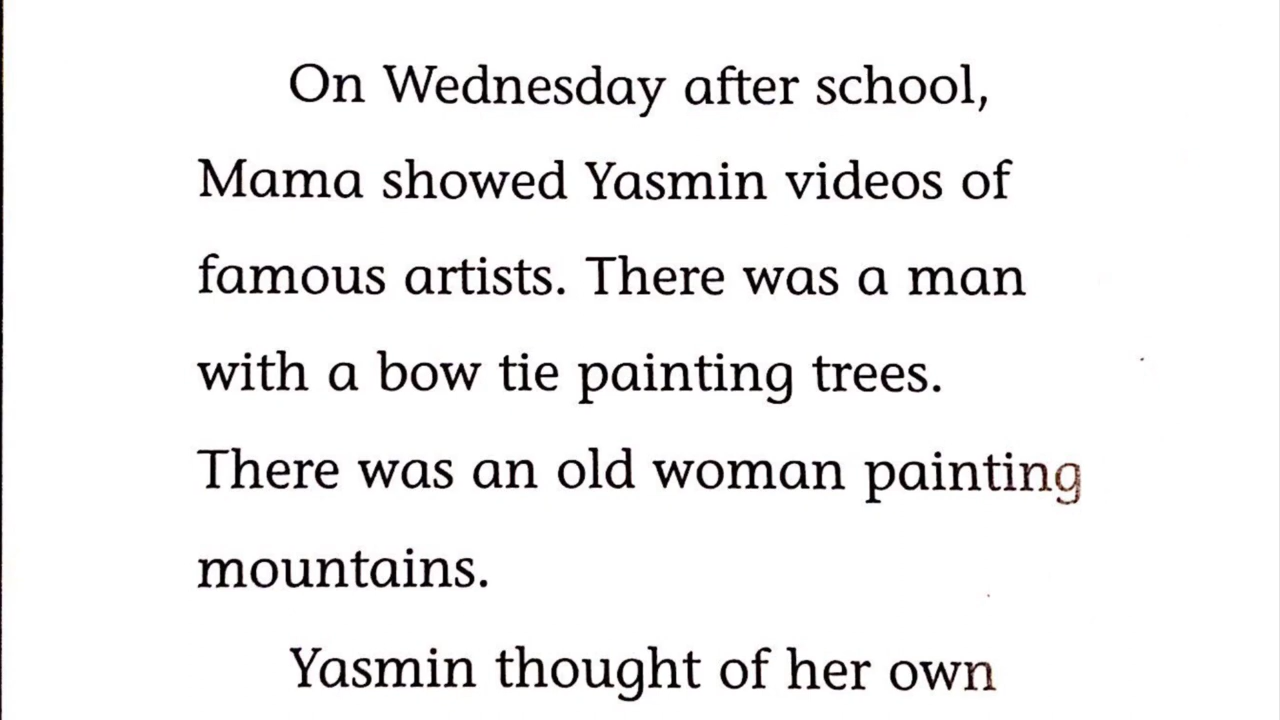 On Wednesday after school,
Mama showed Yasmin videos of
famous artists. There was a man
with a bow tie painting trees.
There was an old woman painting
mountains.
Yasmin thought of her own